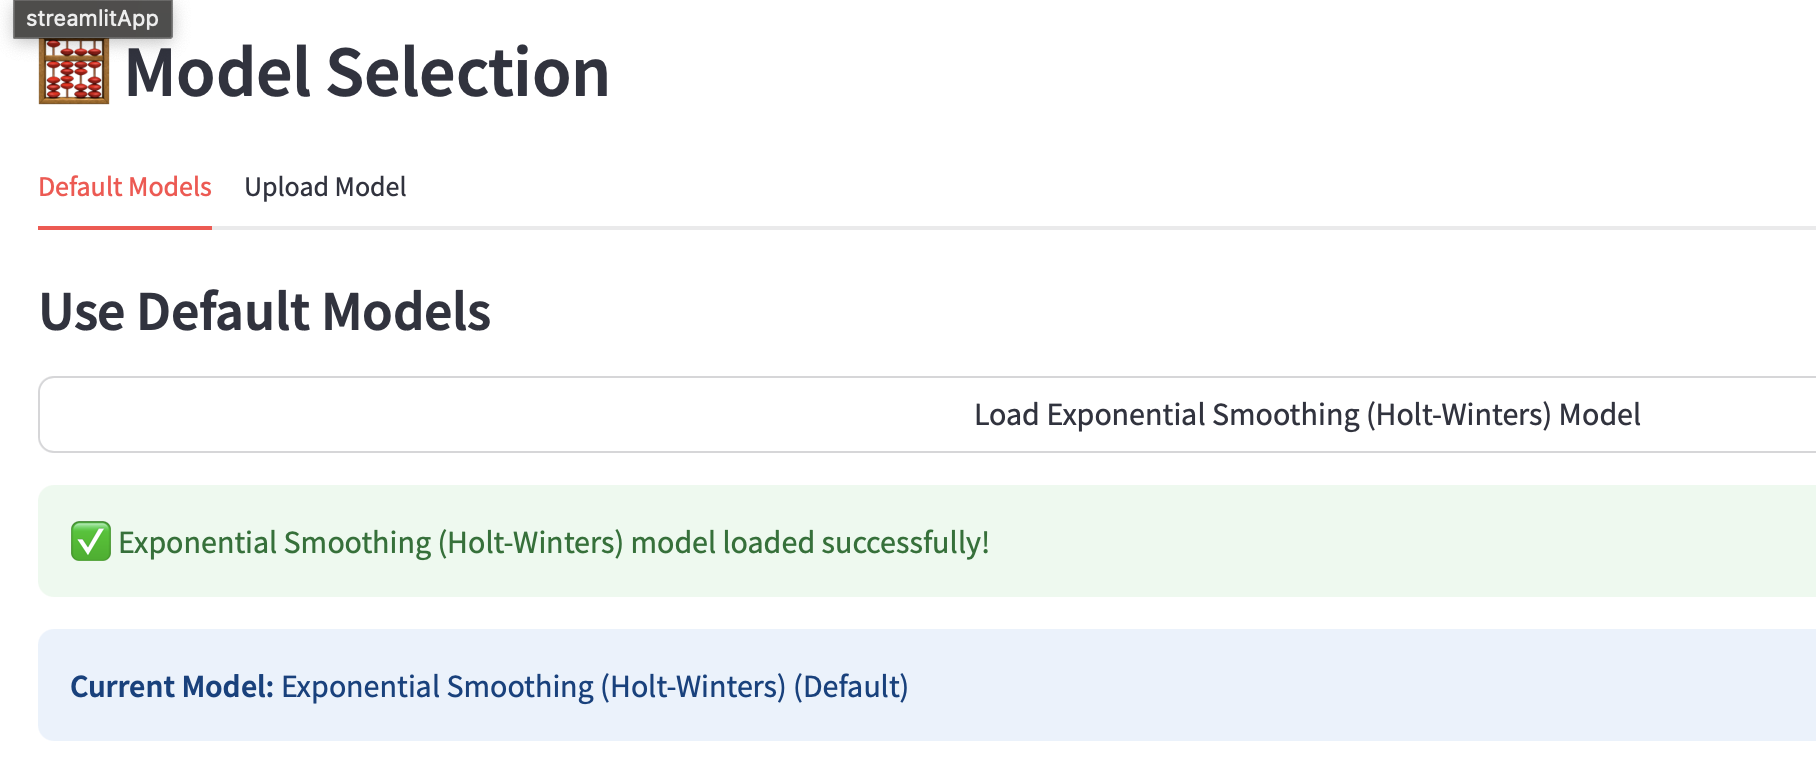 streamlitApp
🧮 Model Selection
Default Models Upload Model
Use Default Models
Load Exponential Smoothing (Holt-Winters) Model
✅ Exponential Smoothing (Holt-Winters) model loaded successfully!
Current Model: Exponential Smoothing (Holt-Winters) (Default)